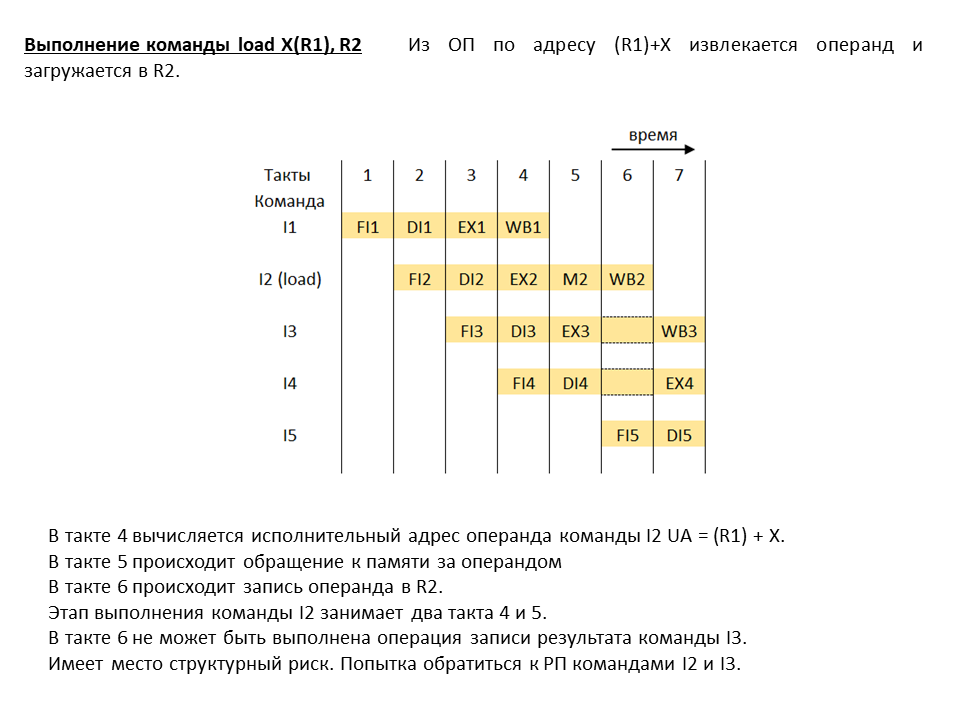 Выполнение команды load X(R1), R2 Из ОП по адресу (R1)+X извлекается операнд и
загружается в R2.
время
Такты 1 2 3 4 5 6 7
Команда
I1 FI1 DI1 EX1 WB1
I2 (load) FI2 DI2 EX2 M2 WB2
I3 FI3 DI3 EX3 WB3
I4 FI4 DI4 EX4
I5 FI5 DI5
В такте 4 вычисляется исполнительный адрес операнда команды I2 UA = (R1) + X.
В такте 5 происходит обращение к памяти за операндом
В такте 6 происходит запись операнда в R2.
Этап выполнения команды I2 занимает два такта 4 и 5.
В такте 6 не может быть выполнена операция записи результата команды I3.
Имеет место структурный риск. Попытка обратиться к РП командами I2 и I3.